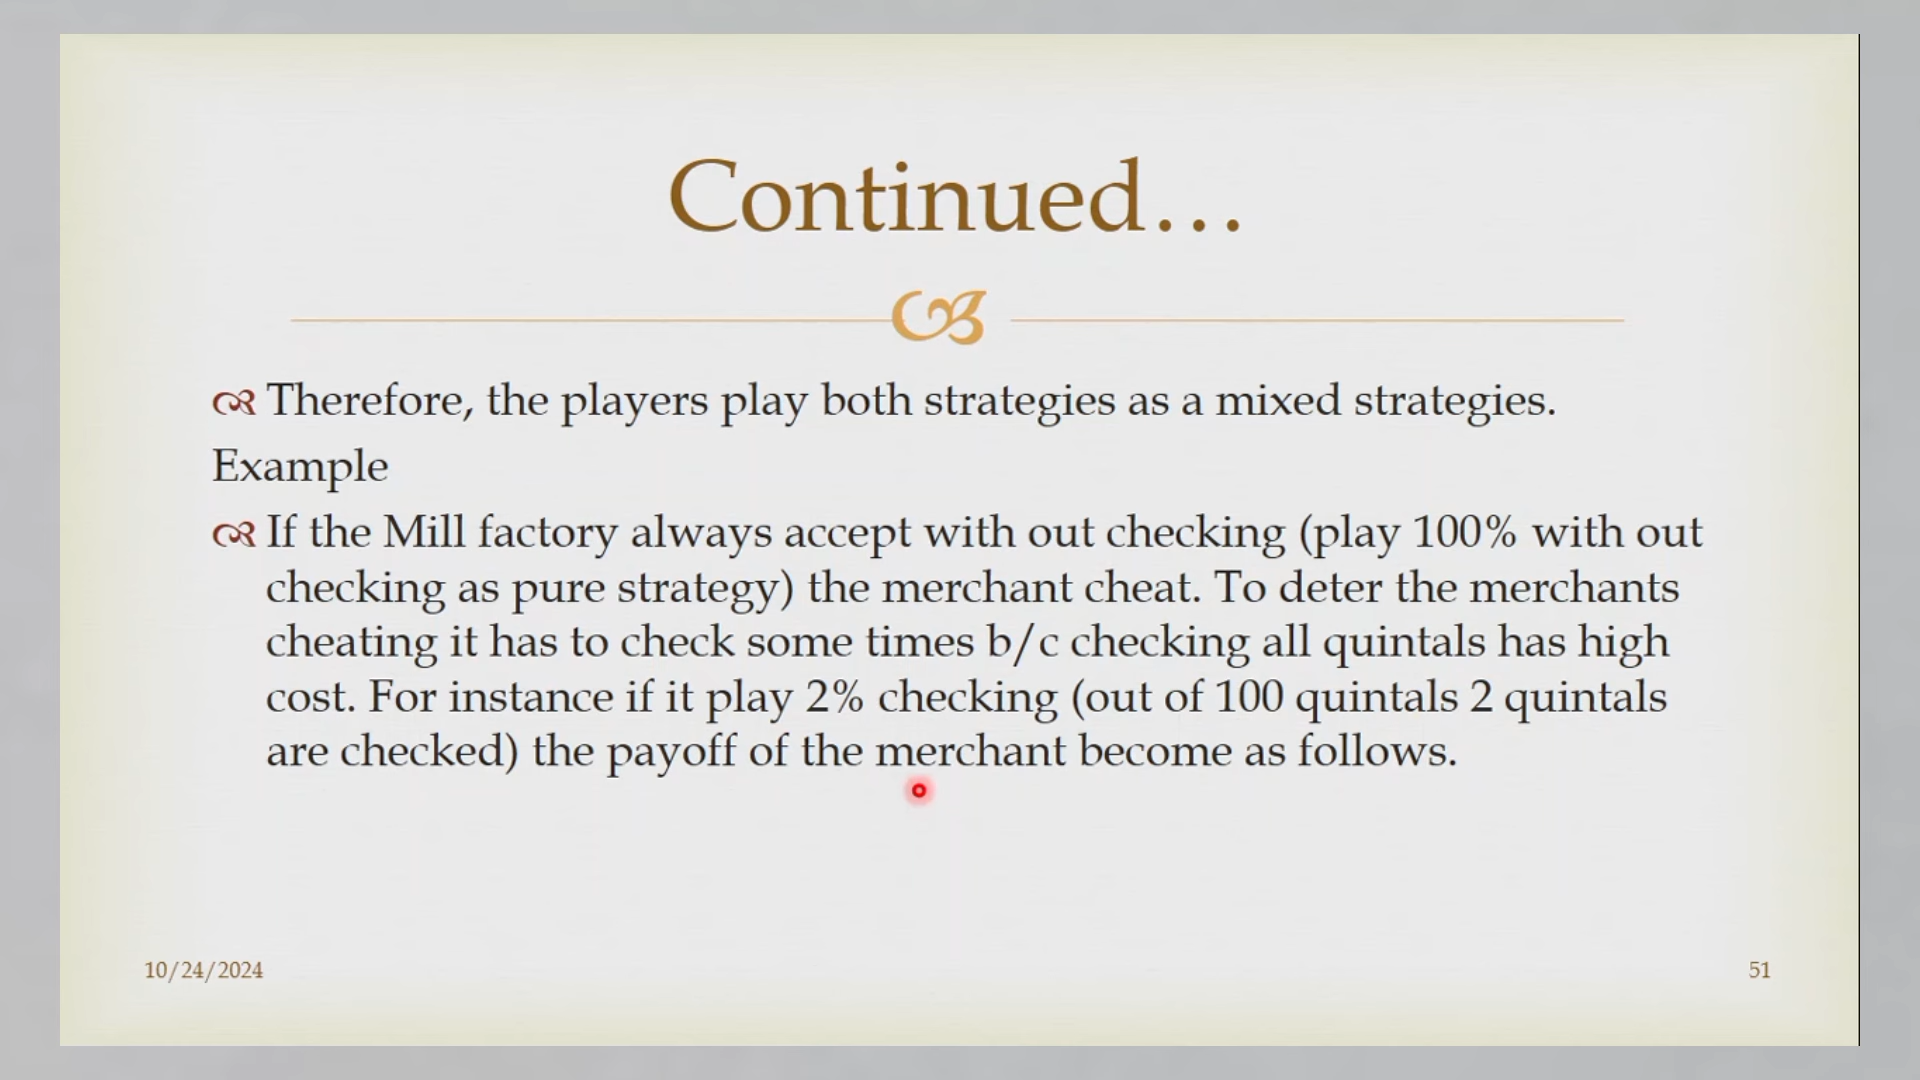 Continued…
Therefore, the players play both strategies as a mixed strategies.
Example
If the Mill factory always accept with out checking (play 100% with out
checking as pure strategy) the merchant cheat. To deter the merchants
cheating it has to check some times b/c checking all quintals has high
cost. For instance if it play 2% checking (out of 100 quintals 2 quintals
are checked) the payoff of the merchant become as follows.
10/24/2024
51